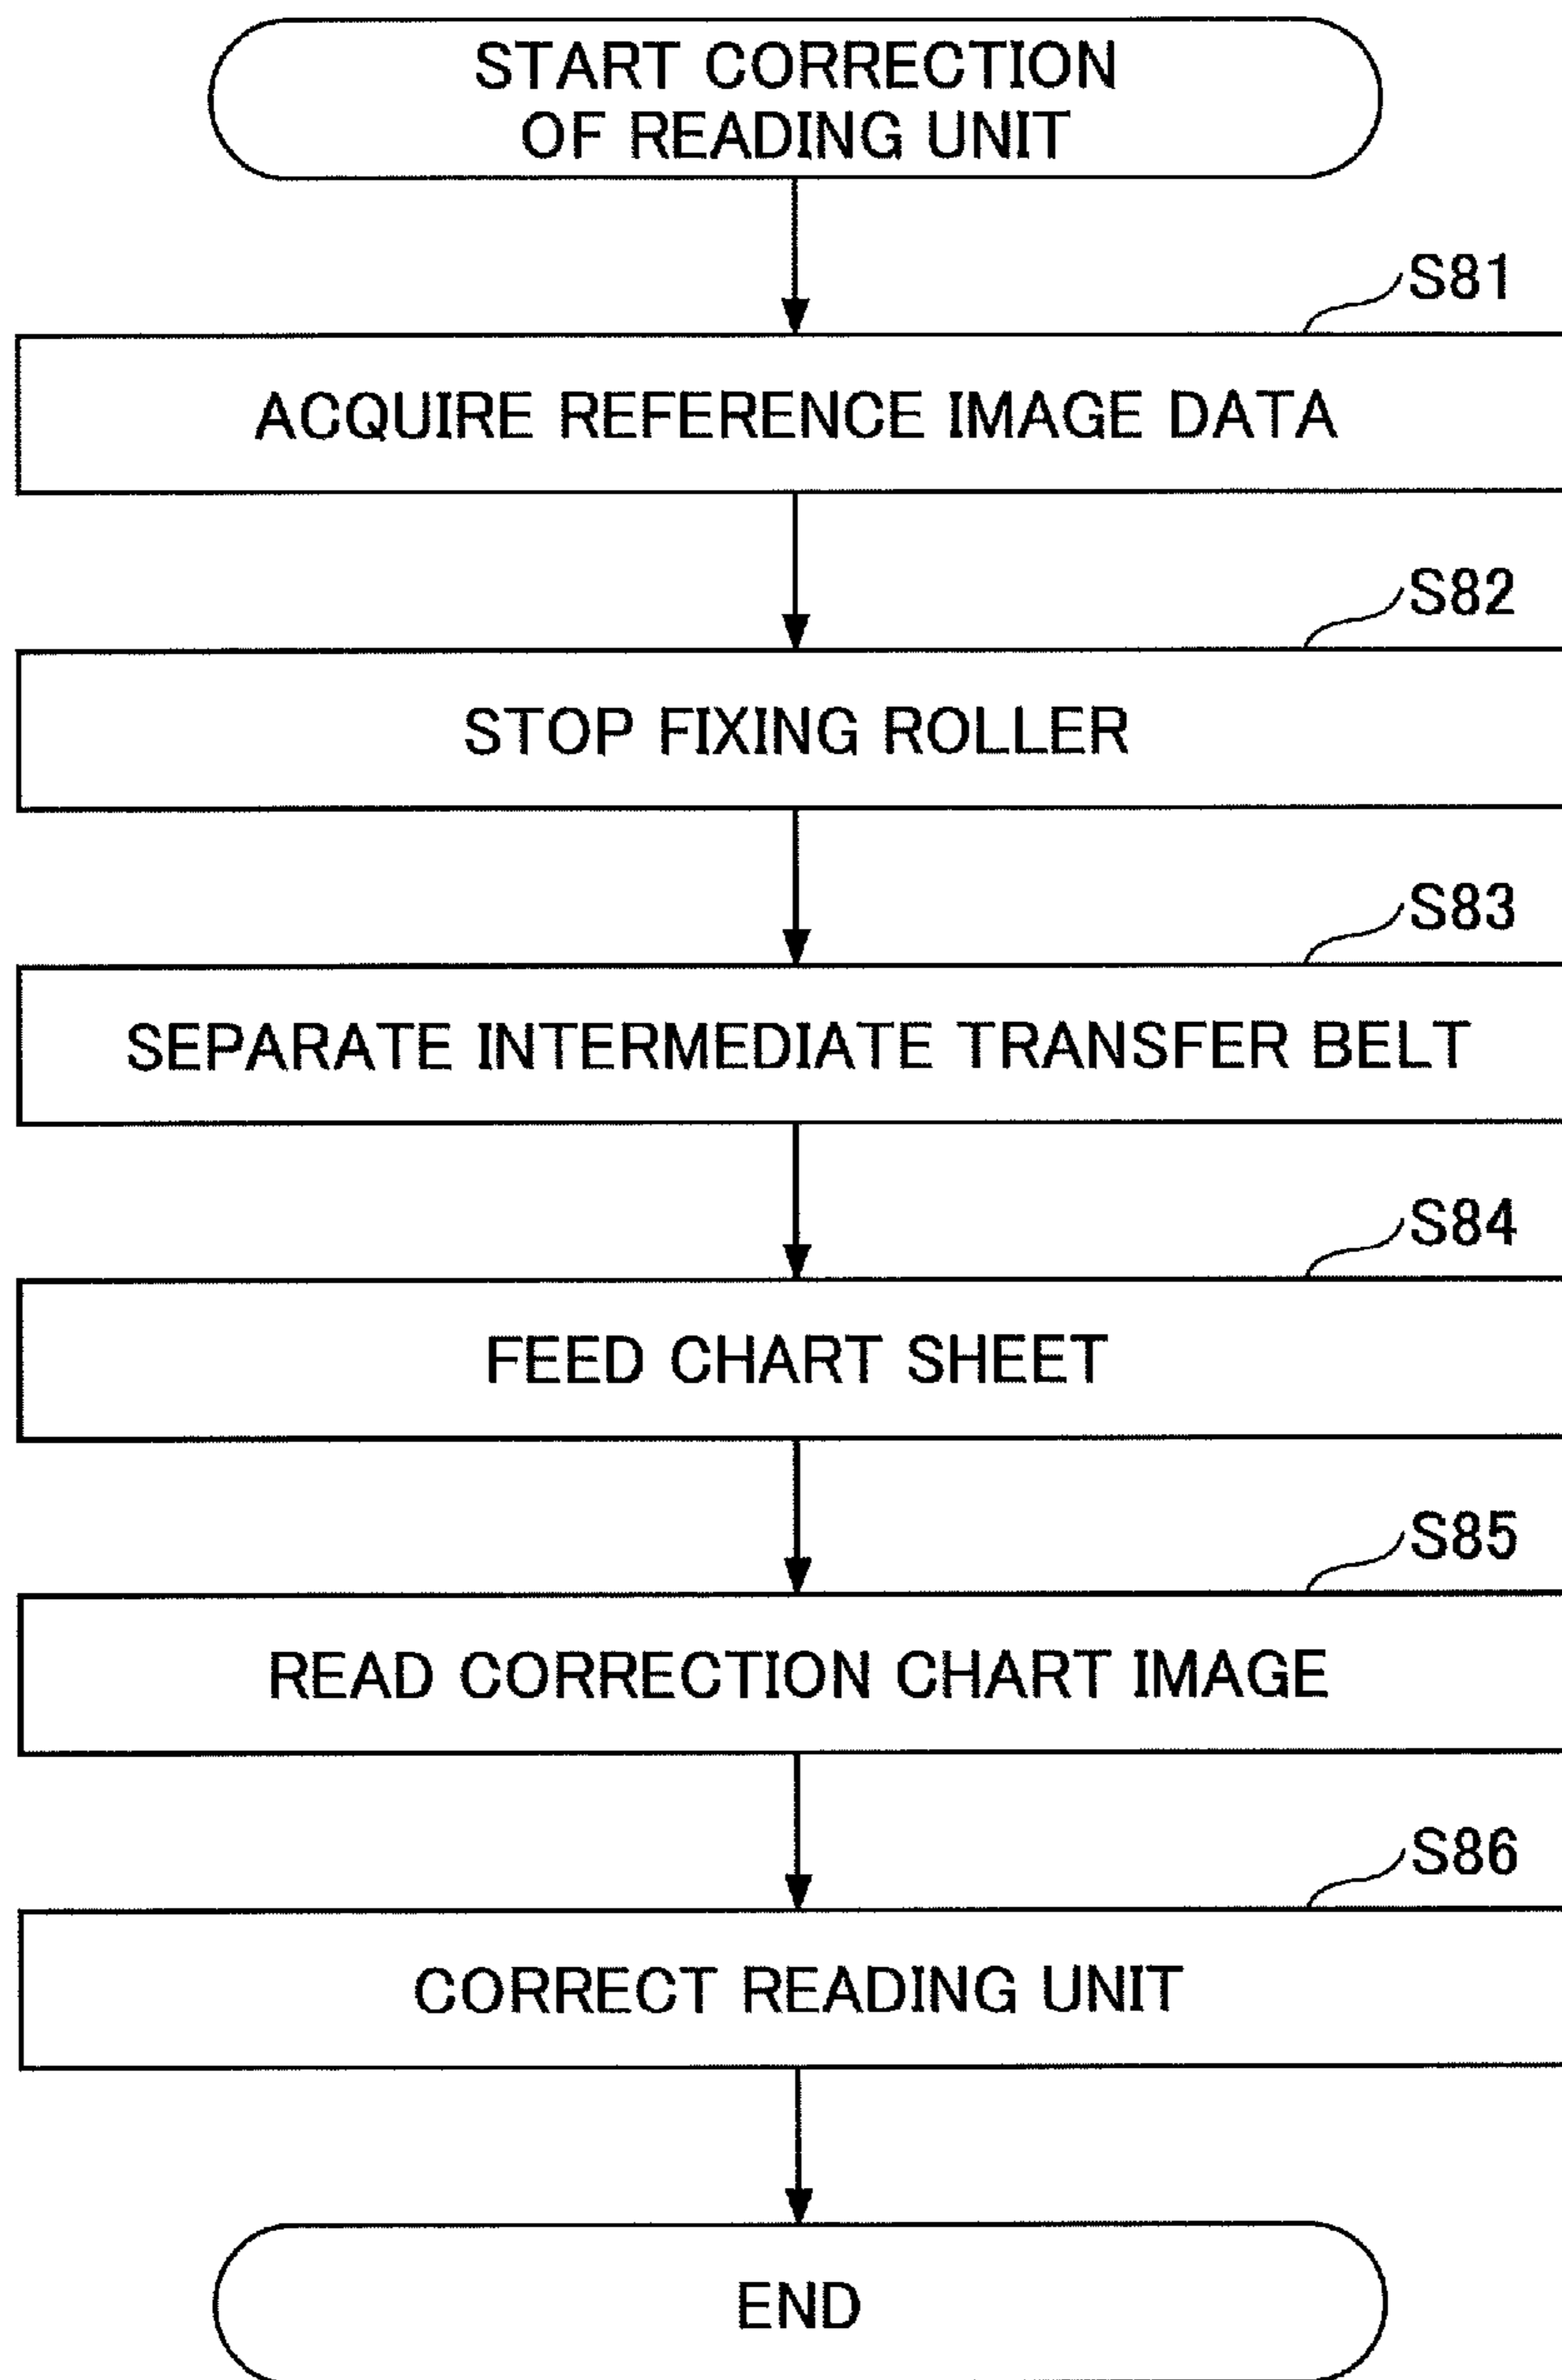 START CORRECTION
OF READING UNIT
S81
ACQUIRE REFERENCE IMAGE DATA
S82
STOP FIXING ROLLER
S83
SEPARATE INTERMEDIATE TRANSFER BELT
S84
FEED CHART SHEET
S85
READ CORRECTION CHART IMAGE
S86
CORRECT READING UNIT
END